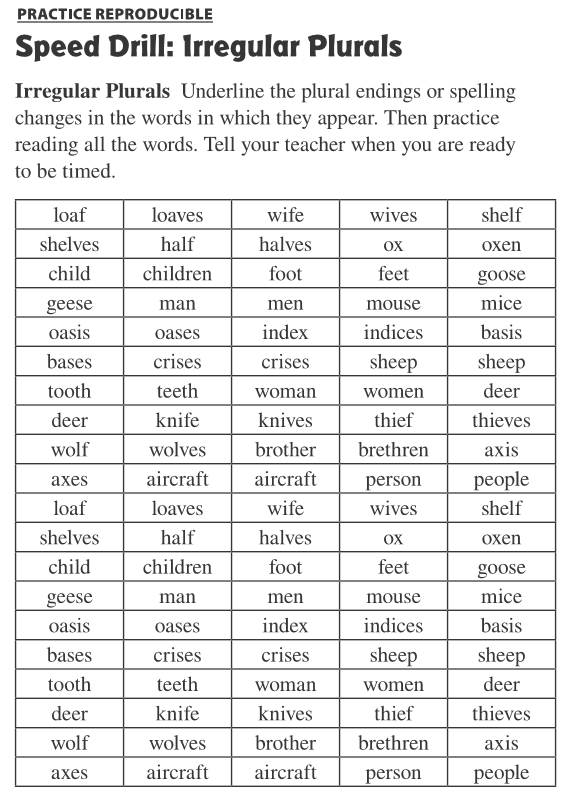 PRACTICE REPRODUCIBLE
Speed Drill: Irregular Plurals
Irregular Plurals Underline the plural endings or spelling
changes in the words in which they appear. Then practice
reading all the words. Tell your teacher when you are ready
to be timed.
loaf loaves wife wives shelf
shelves half halves ox oxen
child children foot feet goose
geese man men mouse mice
oasis oases index indices basis
bases crises crises sheep sheep
tooth teeth woman women deer
deer knife knives thief thieves
wolf wolves brother brethren axis
axes aircraft aircraft person people
loaf loaves wife wives shelf
shelves half halves ox oxen
child children foot feet goose
geese man men mouse mice
oasis oases index indices basis
bases crises crises sheep sheep
tooth teeth woman women deer
deer knife knives thief thieves
wolf wolves brother brethren axis
axes aircraft aircraft person people